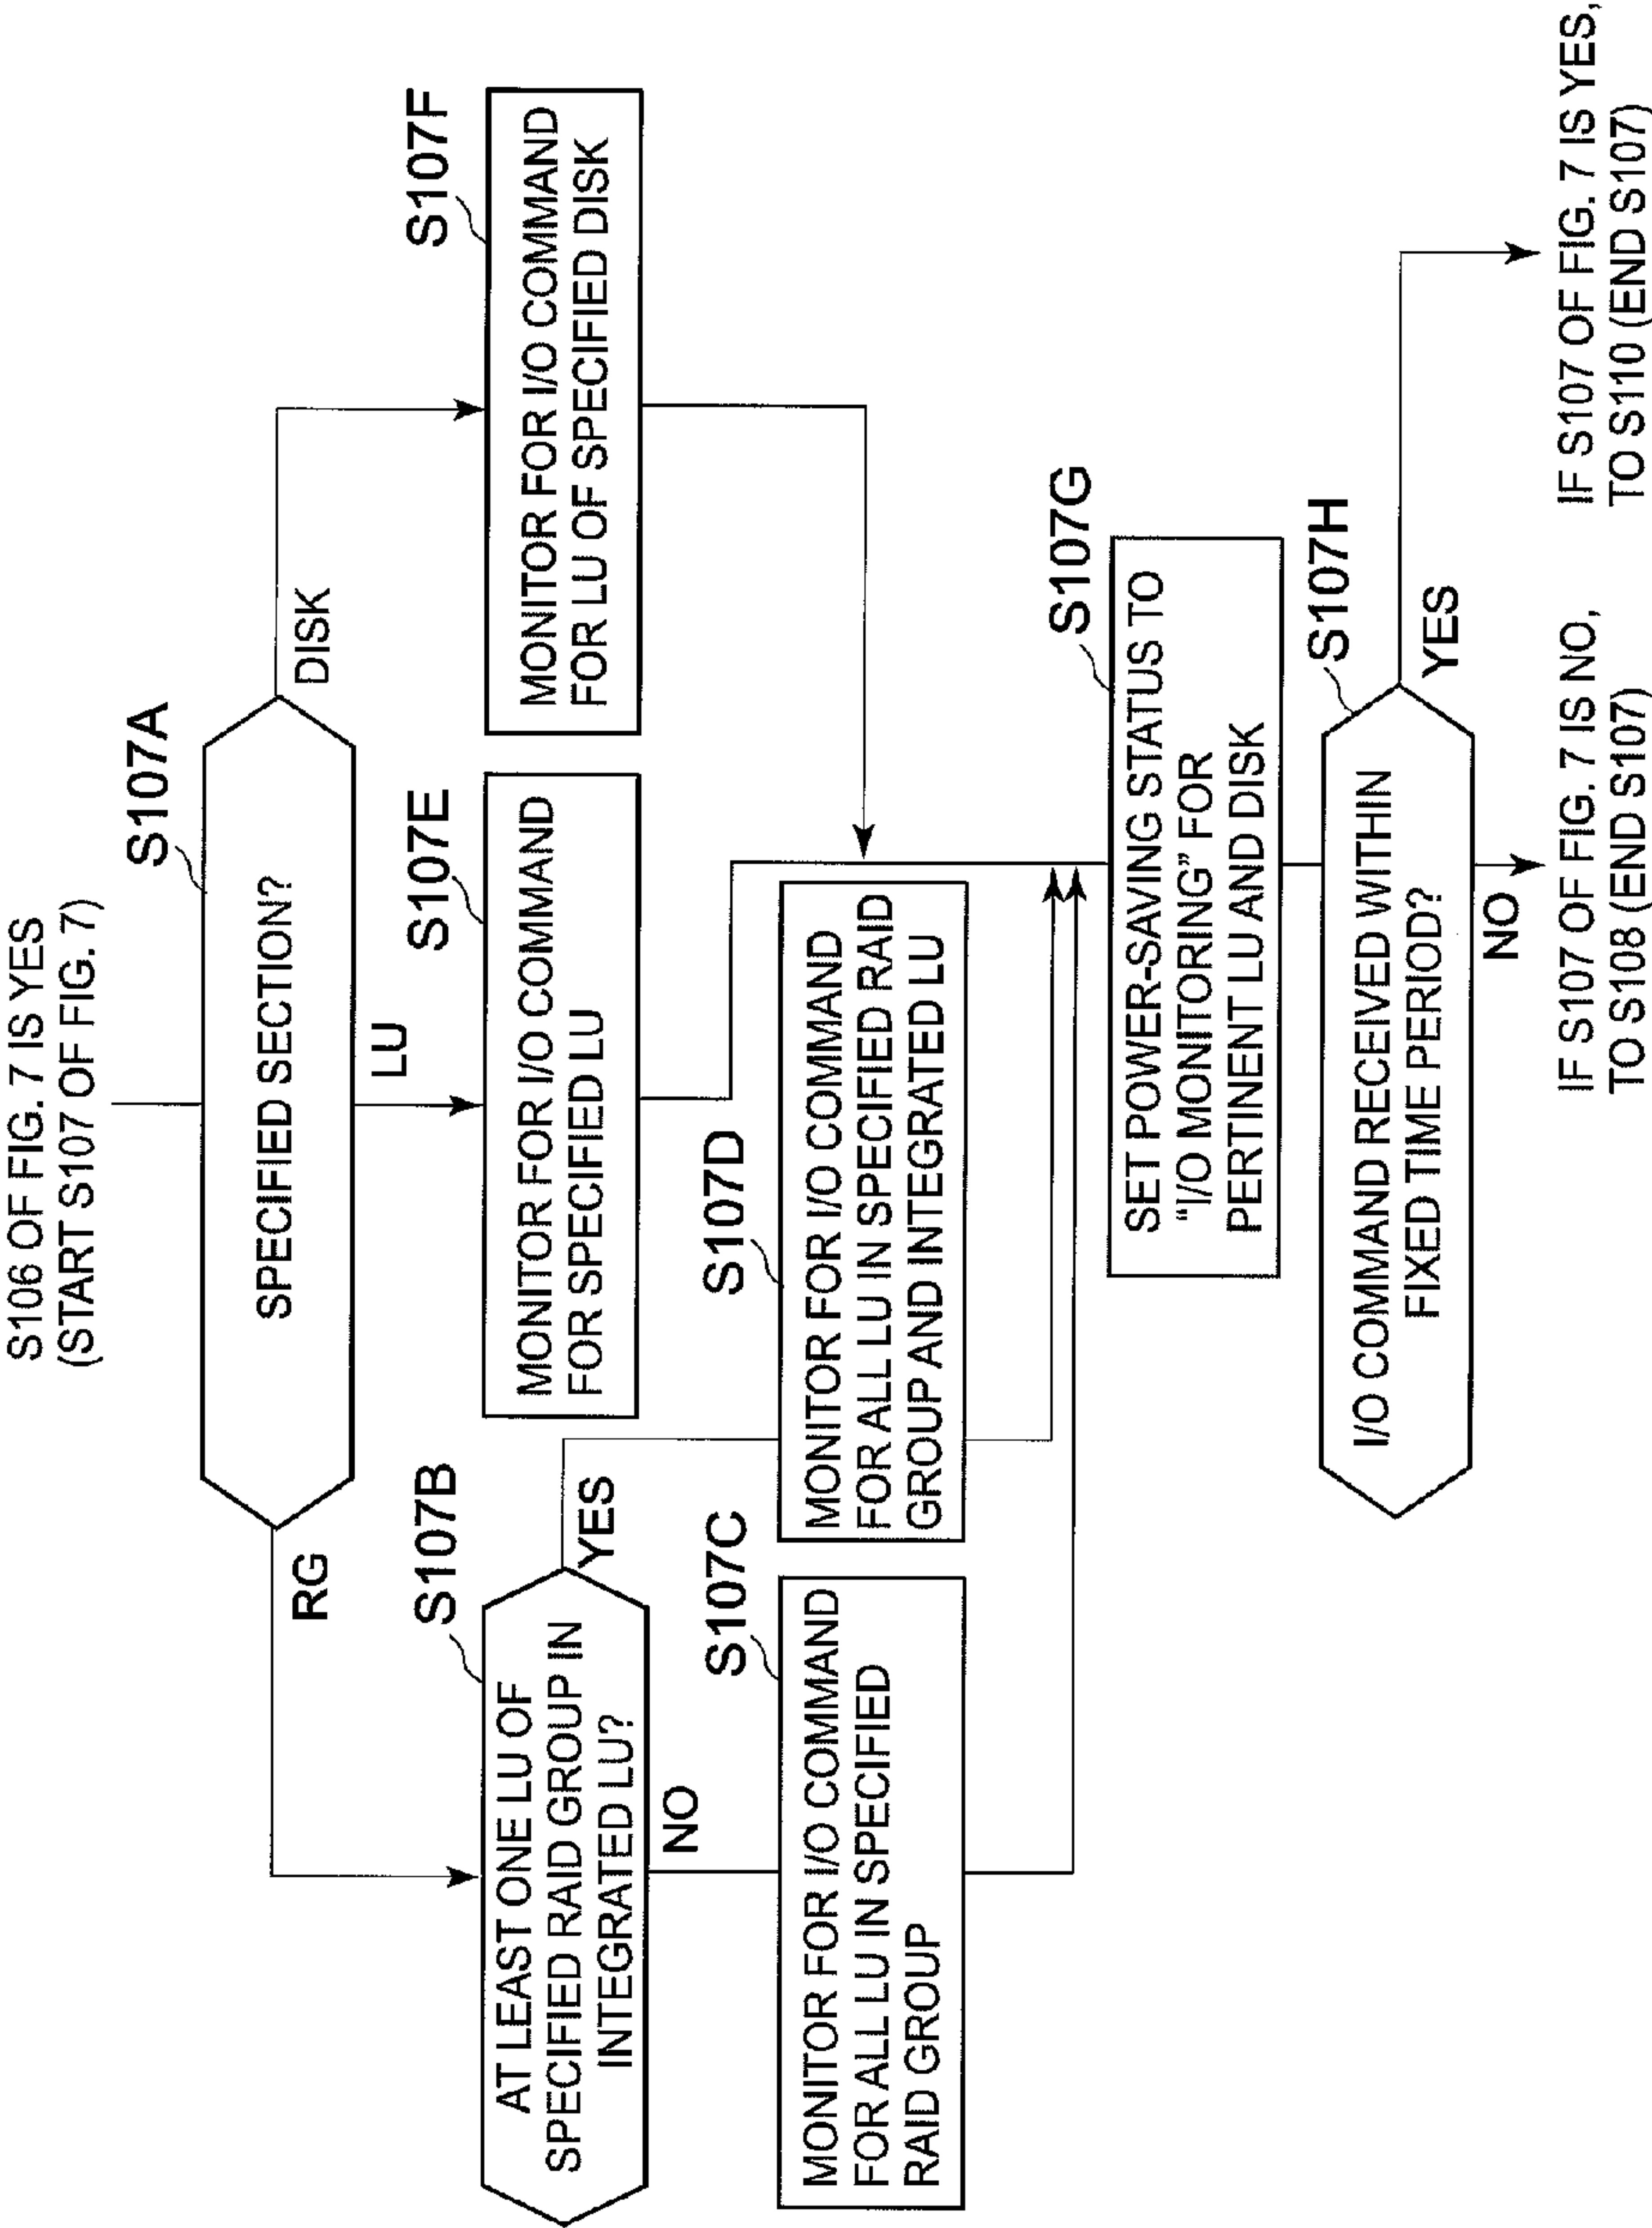 S106 OF FIG. 7 IS YES
(START S107 OF FIG. 7)
S107A
SPECIFIED SECTION?
RG
LU
DISK
S107B
AT LEAST ONE LU OF
SPECIFIED RAID GROUP IN
INTEGRATED LU?
YES
NO
S107E
MONITOR FOR I/O COMMAND
FOR SPECIFIED LU
S107F
MONITOR FOR I/O COMMAND
FOR LU OF SPECIFIED DISK
S107C
MONITOR FOR I/O COMMAND
FOR ALL LU IN SPECIFIED
RAID GROUP
S107D
MONITOR FOR I/O COMMAND
FOR ALL LU IN SPECIFIED RAID
GROUP AND INTEGRATED LU
S107G
SET POWER-SAVING STATUS TO
"I/O MONITORING" FOR
PERTINENT LU AND DISK
S107H
I/O COMMAND RECEIVED WITHIN
FIXED TIME PERIOD?
YES
NO
IF S107 OF FIG. 7 IS NO,
TO S108 (END S107)
IF S107 OF FIG. 7 IS YES,
TO S110 (END S107)